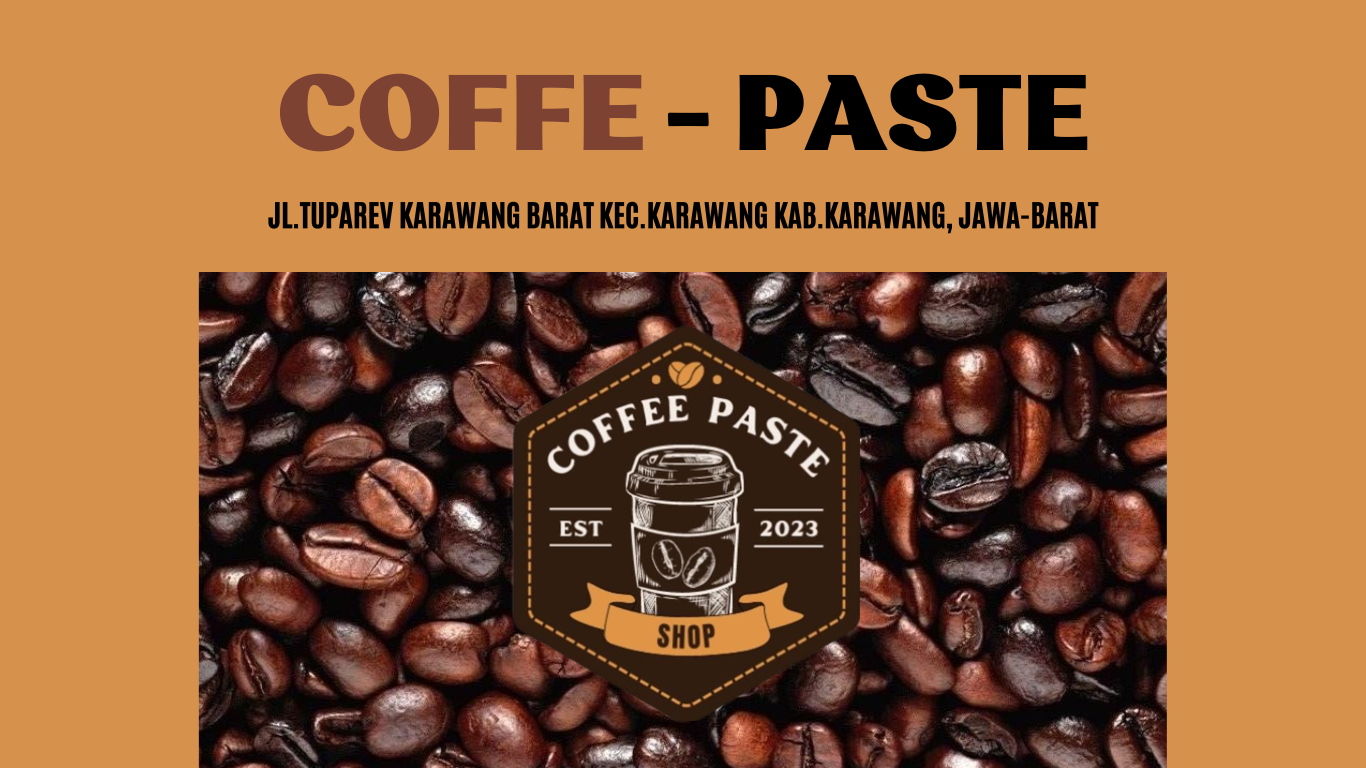 COFFE - PASTE
JL.TUPAREV KARAWANG BARAT KEC.KARAWANG KAB.KARAWANG, JAWA-BARAT
COFFEE PASTE
EST 2023
SHOP